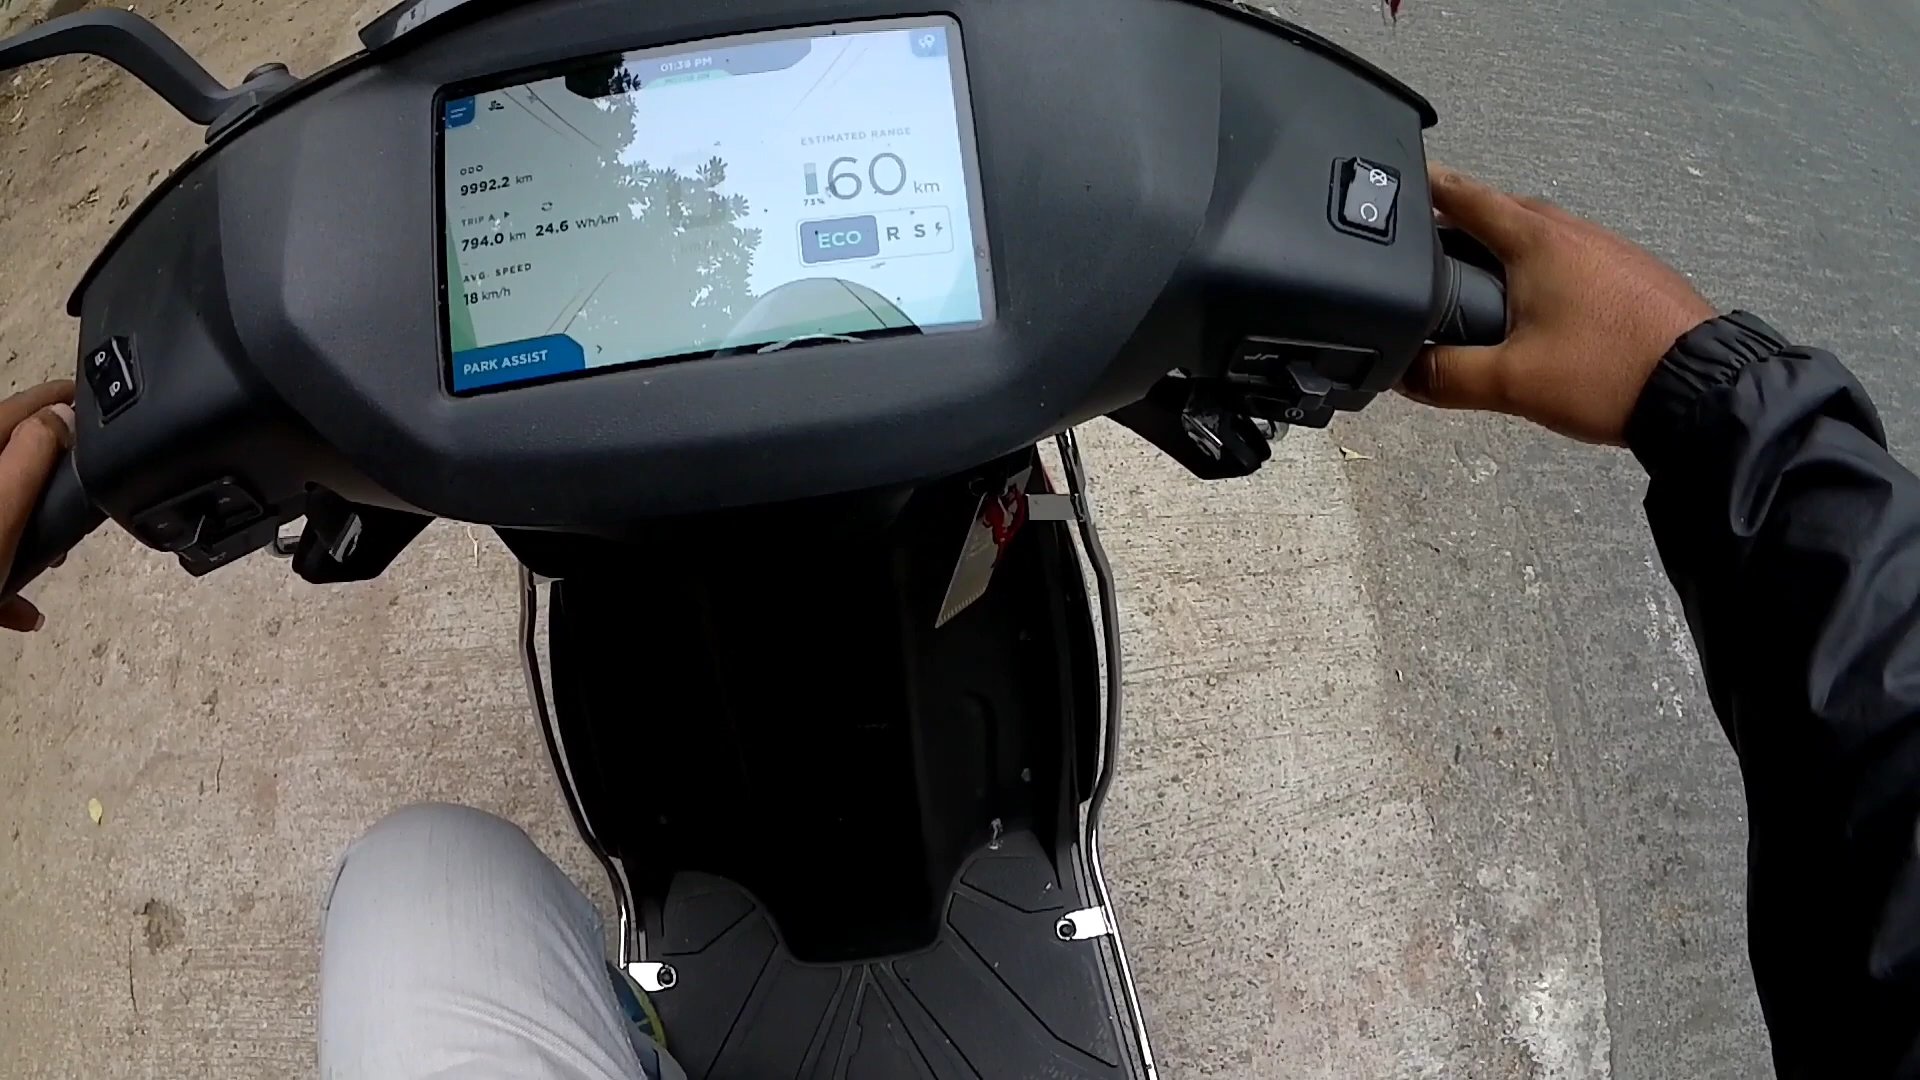 01:39 PM
ODO
9992.2 km
TRIP A
794.0 km 24.6 Wh/km
AVG. SPEED
18 km/h
ESTIMATED RANGE
60 km
73%
ECO R S
PARK ASSIST